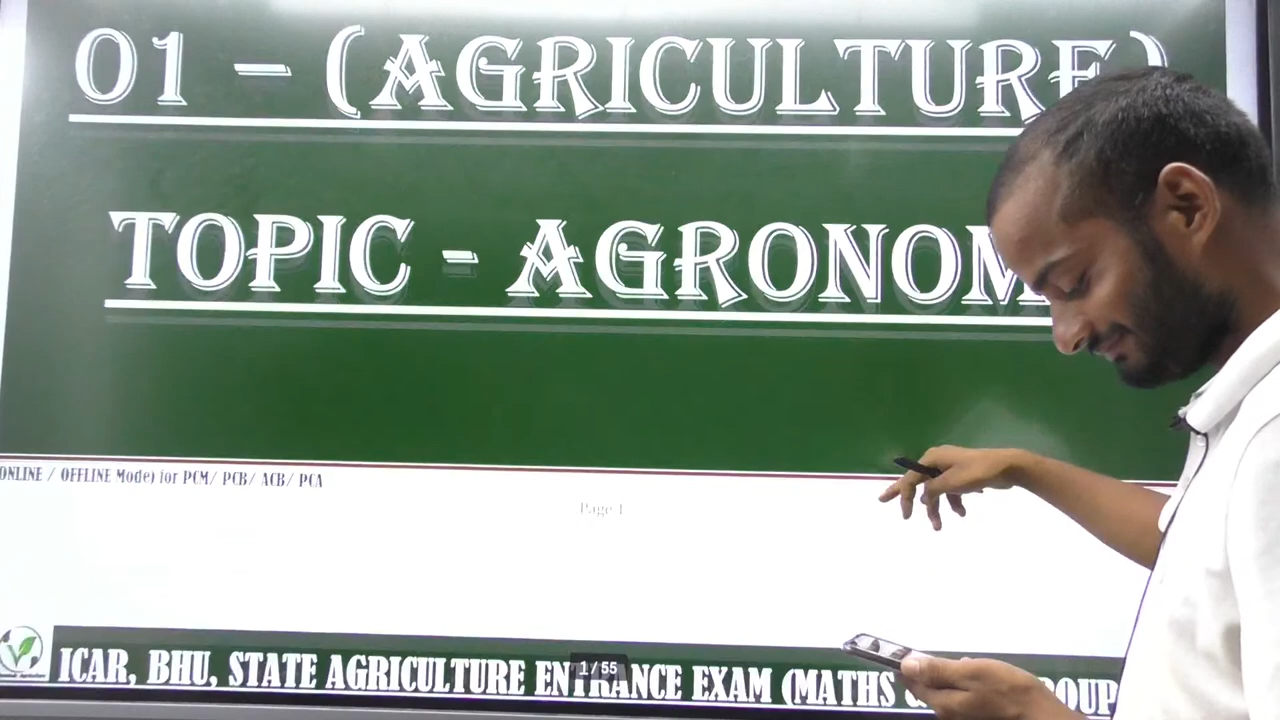 01 – (AGRICULTURE)
TOPIC - AGRONOM
ONLINE / OFFLINE Mode) for PCM/ PCB/ ACB/ PCA
Page 1
1/55
ICAR, BHU, STATE AGRICULTURE ENTRANCE EXAM (MATHS